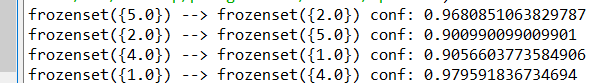 frozenset({5.0}) --> frozenset({2.0}) conf: 0.9680851063829787
frozenset({2.0}) --> frozenset({5.0}) conf: 0.900990099009901
frozenset({4.0}) --> frozenset({1.0}) conf: 0.9056603773584906
frozenset({1.0}) --> frozenset({4.0}) conf: 0.979591836734694